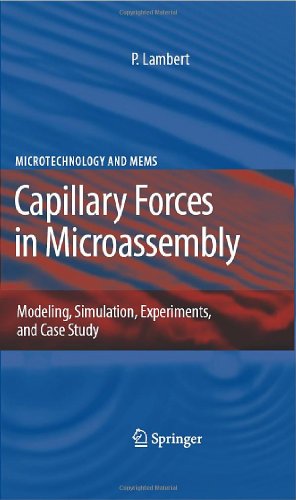 P. Lambert
MICROTECHNOLOGY AND MEMS
Capillary Forces
in Microassembly
Modeling, Simulation, Experiments,
and Case Study
Springer